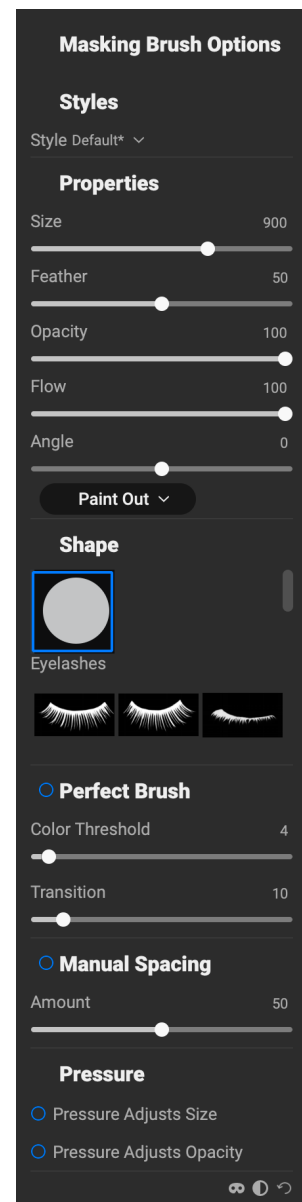 Masking Brush Options
Styles
Style Default*
Properties
Size 900
Feather 50
Opacity 100
Flow 100
Angle 0
Paint Out
Shape
Eyelashes
Perfect Brush
Color Threshold 4
Transition 10
Manual Spacing
Amount 50
Pressure
Pressure Adjusts Size
Pressure Adjusts Opacity